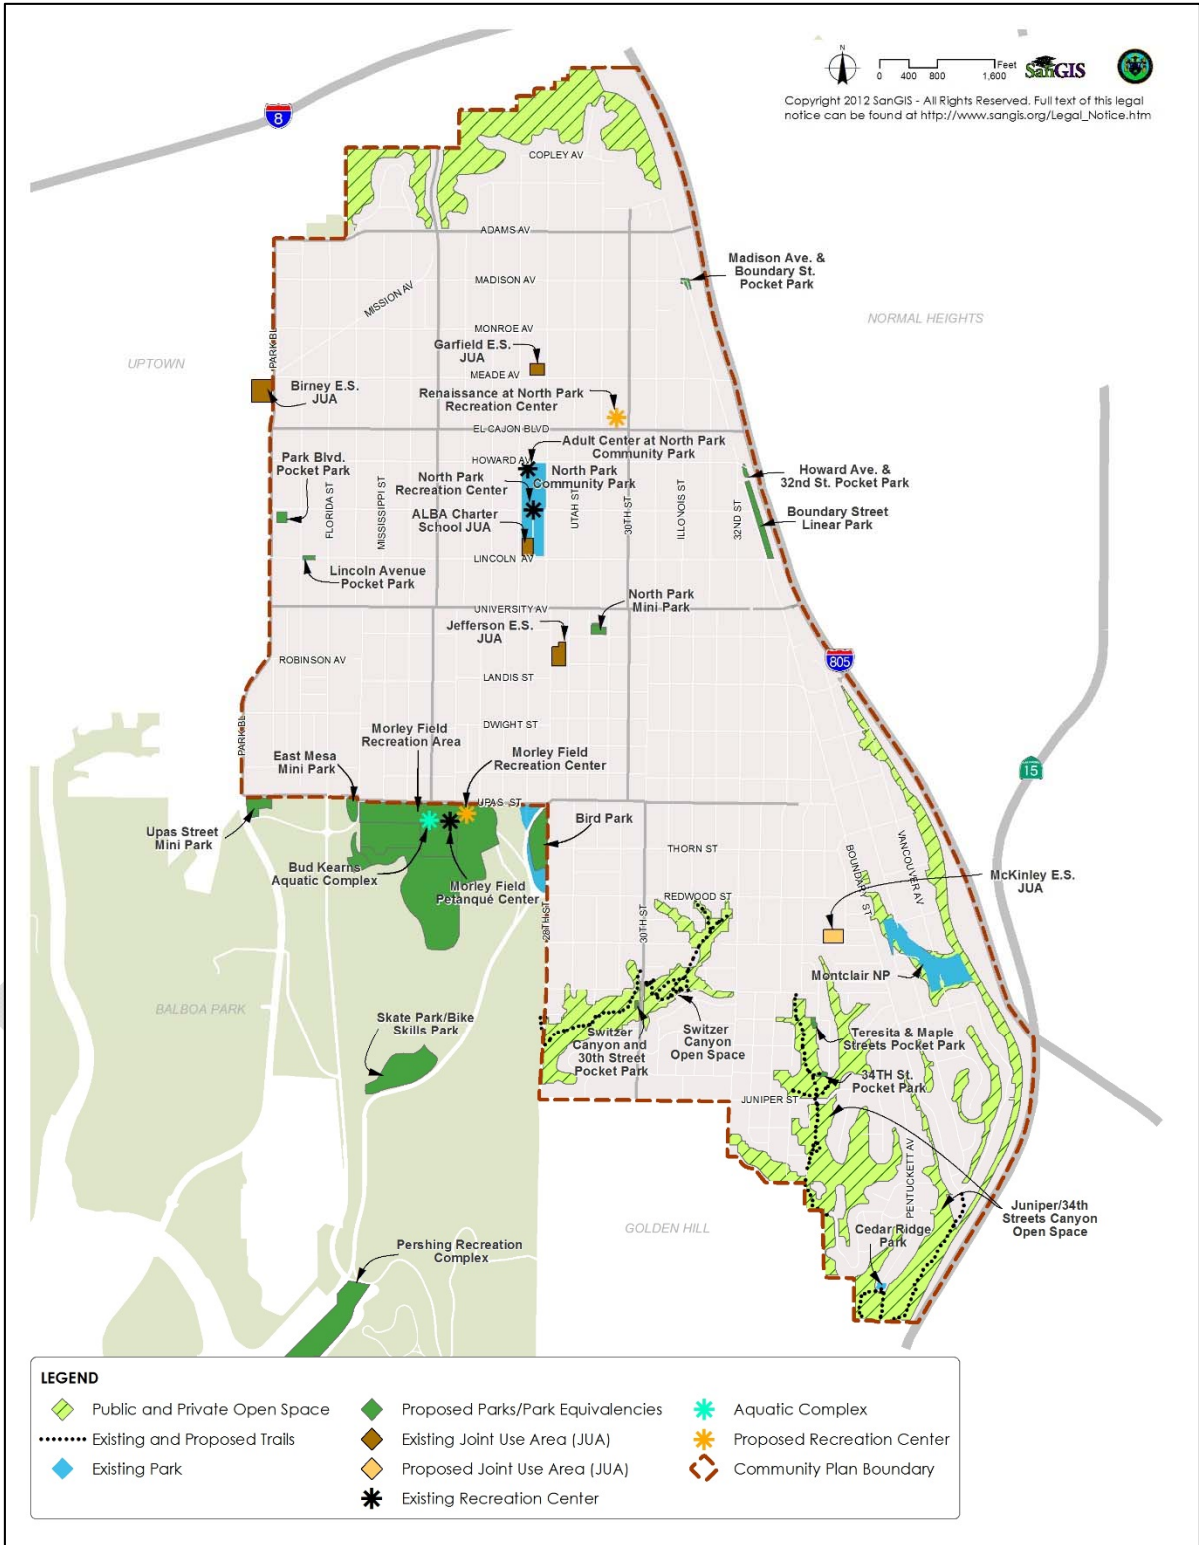 N
0 400 800 1,600
Feet
SanGIS
Copyright 2012 SanGIS - All Rights Reserved. Full text of this legal
notice can be found at http://www.sangis.org/Legal_Notice.htm
8
COPLEY AV
ADAMS AV
Madison Ave. &
Boundary St.
Pocket Park
MADISON AV
MISSION AV
NORMAL HEIGHTS
MONROE AV
PARK BL
Garfield E.S.
JUA
UPTOWN
MEADE AV
Birney E.S.
JUA
Renaissance at North Park
Recreation Center
EL CAJON BLVD
Adult Center at North Park
Community Park
HOWARD AV
Park Blvd.
Pocket Park
North Park
Recreation Center
North Park
Community Park
Howard Ave. &
32nd St. Pocket Park
FLORIDA ST
MISSISSIPPI ST
ALBA Charter
School JUA
UTAH ST
30TH ST
ILLINOIS ST
32ND ST
Boundary Street
Linear Park
LINCOLN AV
Lincoln Avenue
Pocket Park
North Park
Mini Park
UNIVERSITY AV
Jefferson E.S.
JUA
ROBINSON AV
805
LANDIS ST
PARK BL
DWIGHT ST
Morley Field
Recreation Area
East Mesa
Mini Park
Morley Field
Recreation Center
15
UPAS ST
Upas Street
Mini Park
Bird Park
Bud Kearns
Aquatic Complex
THORN ST
BOUNDARY ST
VANCOUVER AV
McKinley E.S.
JUA
Morley Field
Petanqué Center
REDWOOD ST
28TH ST
30TH ST
Montclair NP
BALBOA PARK
Skate Park/Bike
Skills Park
Switzer
Canyon and
30th Street
Pocket Park
Switzer
Canyon
Open Space
Teresita & Maple
Streets Pocket Park
34TH St.
Pocket Park
JUNIPER ST
PENTUCKETT AV
Juniper/34th
Streets Canyon
Open Space
GOLDEN HILL
Cedar Ridge
Park
Pershing Recreation
Complex
LEGEND
Public and Private Open Space
Existing and Proposed Trails
Existing Park
Proposed Parks/Park Equivalencies
Existing Joint Use Area (JUA)
Proposed Joint Use Area (JUA)
Existing Recreation Center
Aquatic Complex
Proposed Recreation Center
Community Plan Boundary